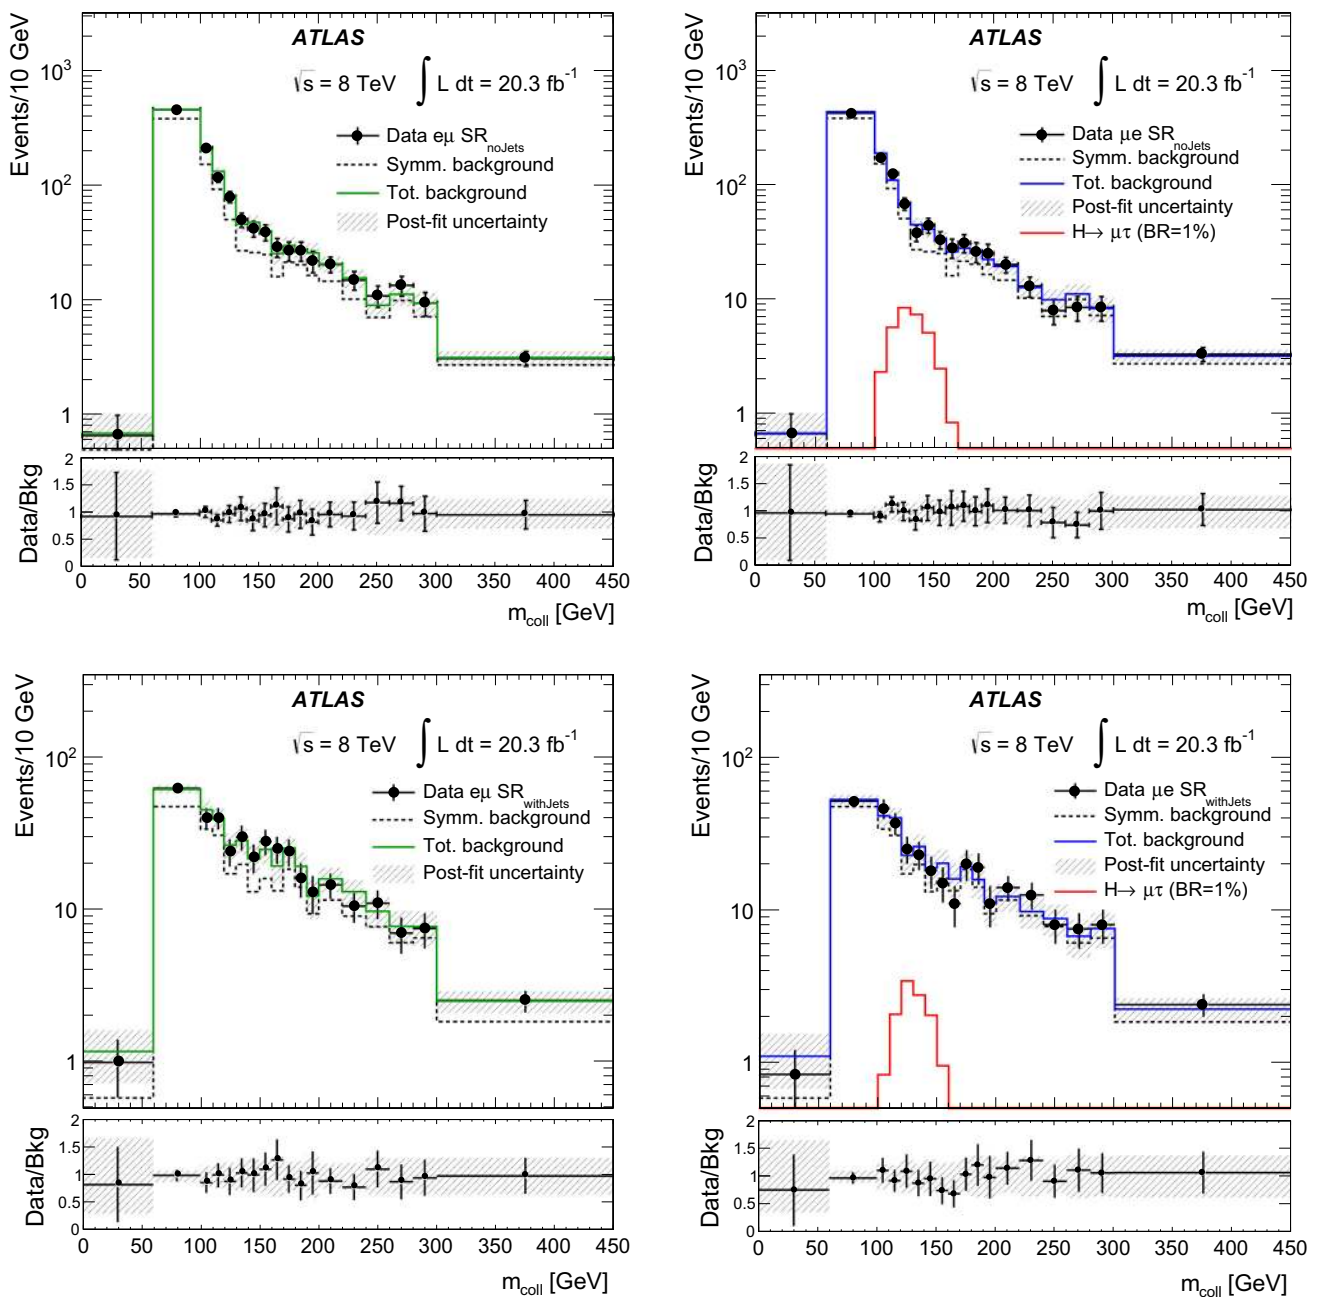 ATLAS
√s = 8 TeV ∫ L dt = 20.3 fb⁻¹
Events/10 GeV
10³
10²
10
1
Data eμ SR_noJets
Symm. background
Tot. background
Post-fit uncertainty
Data/Bkg
2
1.5
1
0.5
0
0 50 100 150 200 250 300 350 400 450
m_coll [GeV]
ATLAS
√s = 8 TeV ∫ L dt = 20.3 fb⁻¹
Events/10 GeV
10³
10²
10
1
Data μe SR_noJets
Symm. background
Tot. background
Post-fit uncertainty
H→ μτ (BR=1%)
Data/Bkg
2
1.5
1
0.5
0
0 50 100 150 200 250 300 350 400 450
m_coll [GeV]
ATLAS
√s = 8 TeV ∫ L dt = 20.3 fb⁻¹
Events/10 GeV
10²
10
1
Data eμ SR_withJets
Symm. background
Tot. background
Post-fit uncertainty
Data/Bkg
2
1.5
1
0.5
0
0 50 100 150 200 250 300 350 400 450
m_coll [GeV]
ATLAS
√s = 8 TeV ∫ L dt = 20.3 fb⁻¹
Events/10 GeV
10²
10
1
Data μe SR_withJets
Symm. background
Tot. background
Post-fit uncertainty
H→ μτ (BR=1%)
Data/Bkg
2
1.5
1
0.5
0
0 50 100 150 200 250 300 350 400 450
m_coll [GeV]